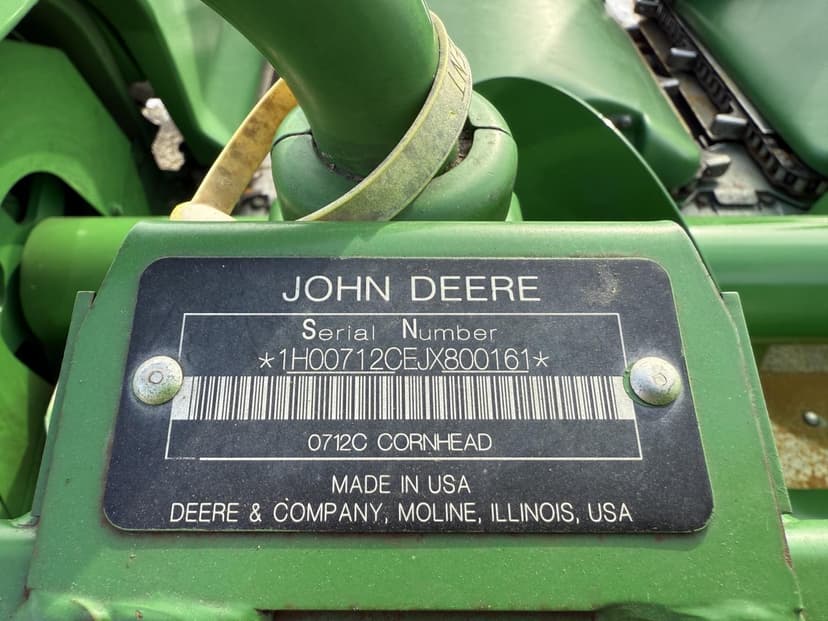 JOHN DEERE
Serial Number
*1H00712CEJX800161*
0712C CORNHEAD
MADE IN USA
DEERE & COMPANY, MOLINE, ILLINOIS, USA